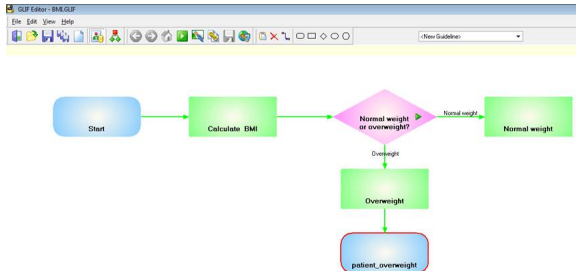 GLIF Editor - BMI.GLIF
File Edit View Help
<New Guideline>
Start
Calculate BMI
Normal weight
or overweight?
Normal weight
Normal weight
Overweight
Overweight
patient_overweight